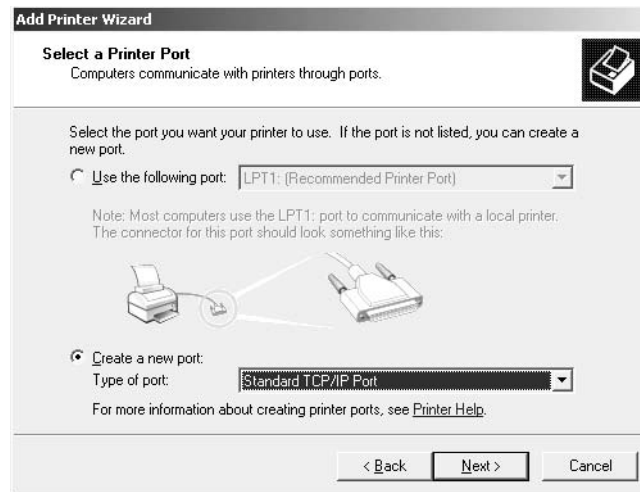 Add Printer Wizard
Select a Printer Port
Computers communicate with printers through ports.
Select the port you want your printer to use. If the port is not listed, you can create a
new port.
Use the following port: LPT1: (Recommended Printer Port)
Note: Most computers use the LPT1: port to communicate with a local printer.
The connector for this port should look something like this:
Create a new port:
Type of port: Standard TCP/IP Port
For more information about creating printer ports, see Printer Help.
< Back Next > Cancel